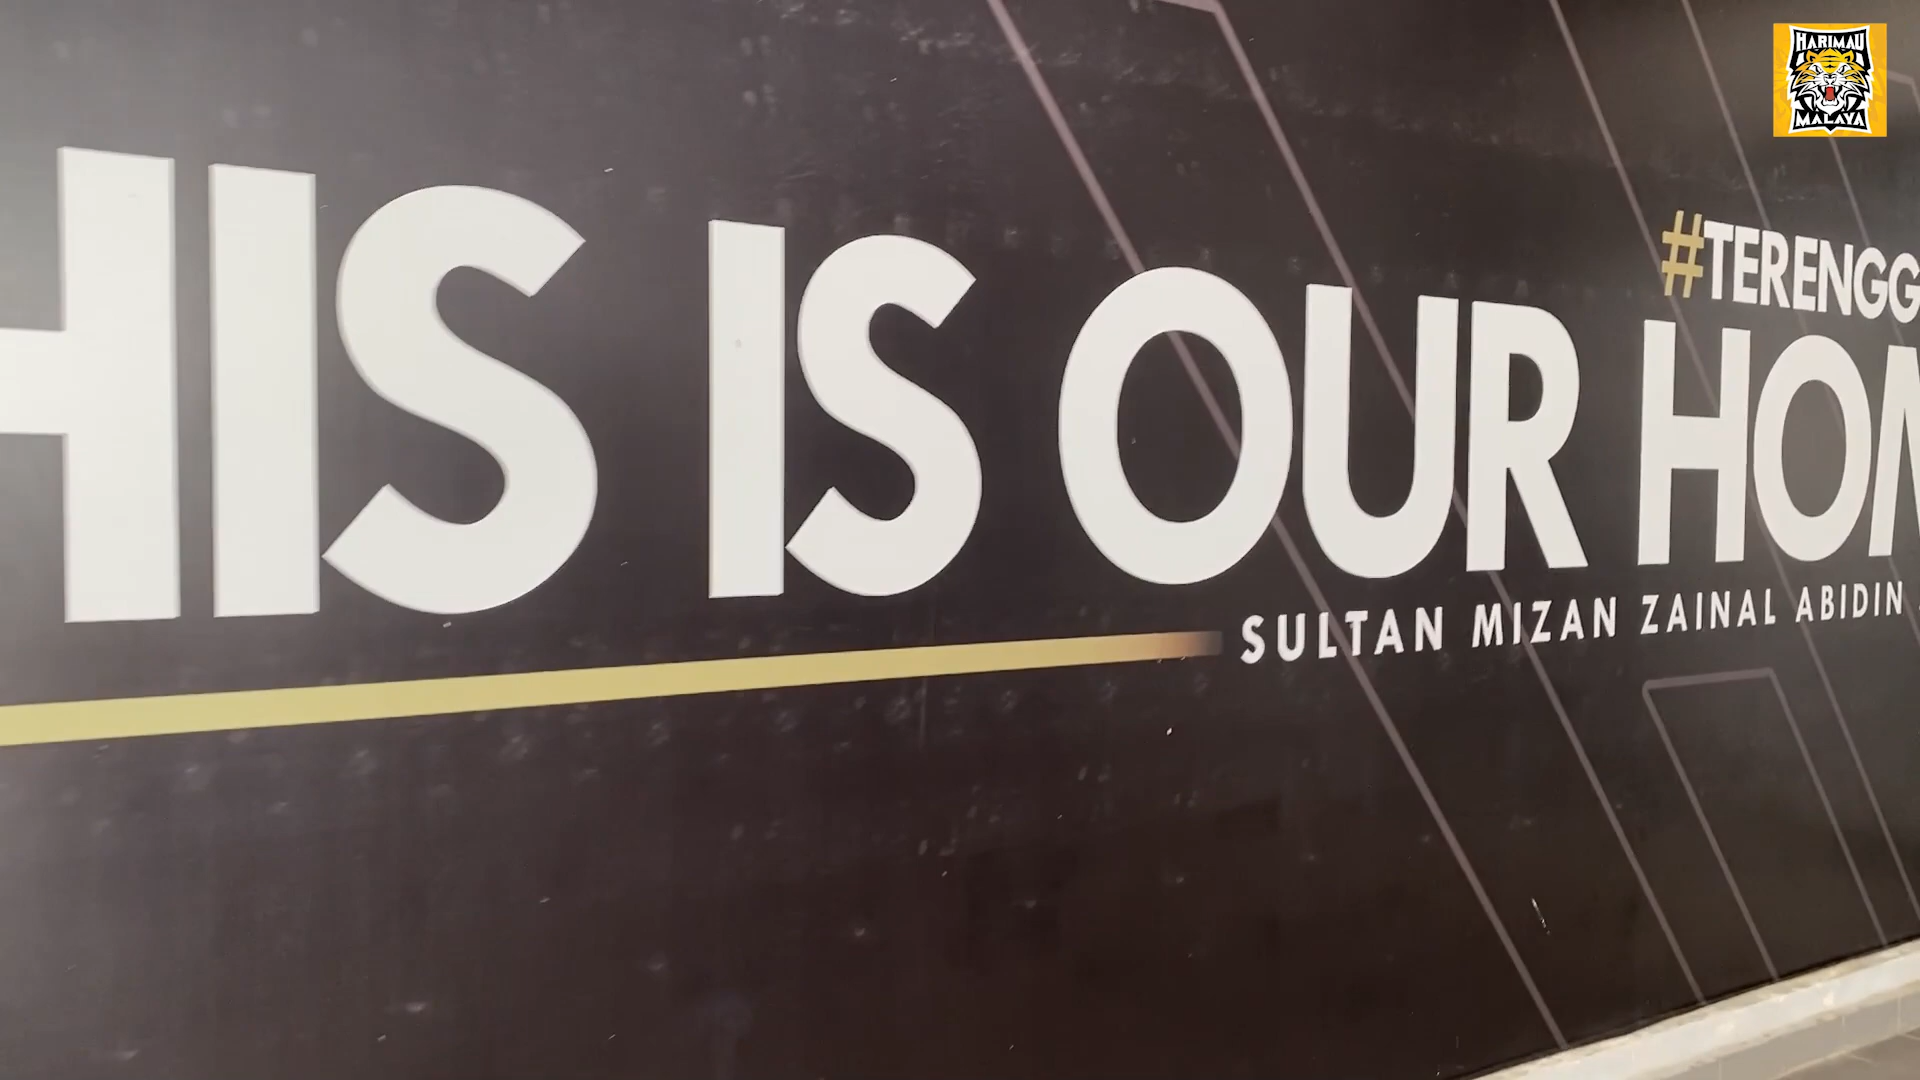 HARIMAU
MALAYA
#TERENGG
HIS IS OUR HOM
SULTAN MIZAN ZAINAL ABIDIN